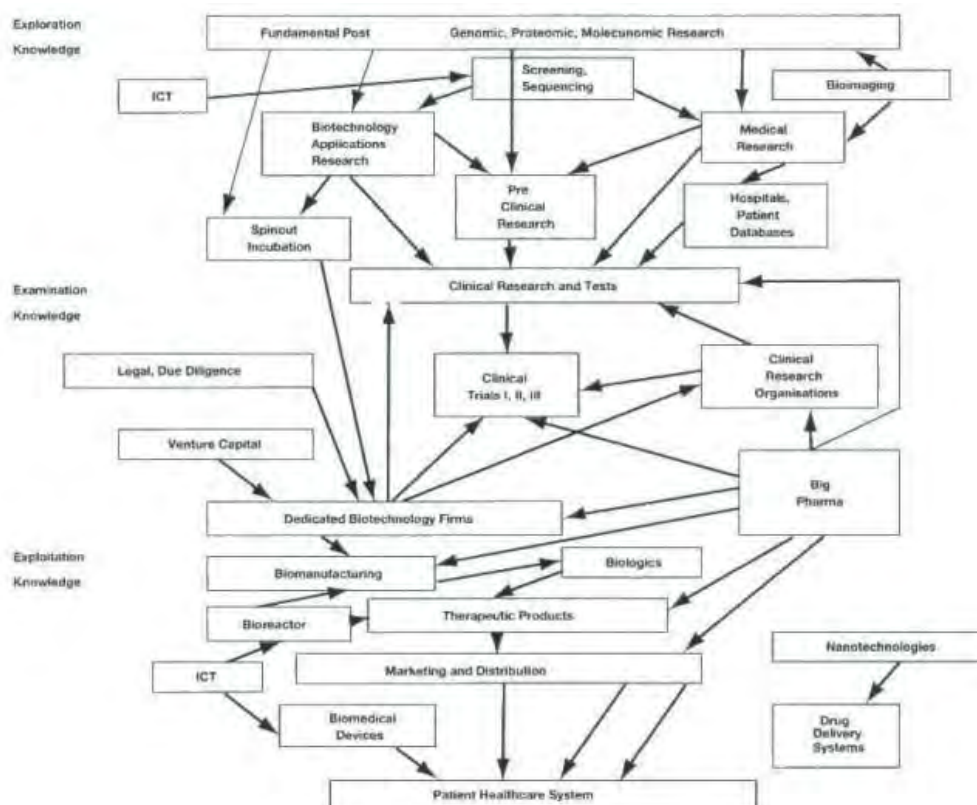 Exploration
Knowledge
Fundamental Post Genomic, Proteomic, Molecunomic Research
Screening,
Sequencing
ICT
Bioimaging
Biotechnology
Applications
Research
Medical
Research
Pre
Clinical
Research
Hospitals,
Patient
Databases
Spinout
Incubation
Examination
Knowledge
Clinical Research and Tests
Legal, Due Diligence
Clinical
Trials I, II, III
Clinical
Research
Organisations
Venture Capital
Big
Pharma
Dedicated Biotechnology Firms
Exploitation
Knowledge
Biomanufacturing
Biologics
Bioreactor
Therapeutic Products
Nanotechnologies
ICT
Marketing and Distribution
Biomedical
Devices
Drug
Delivery
Systems
Patient Healthcare System